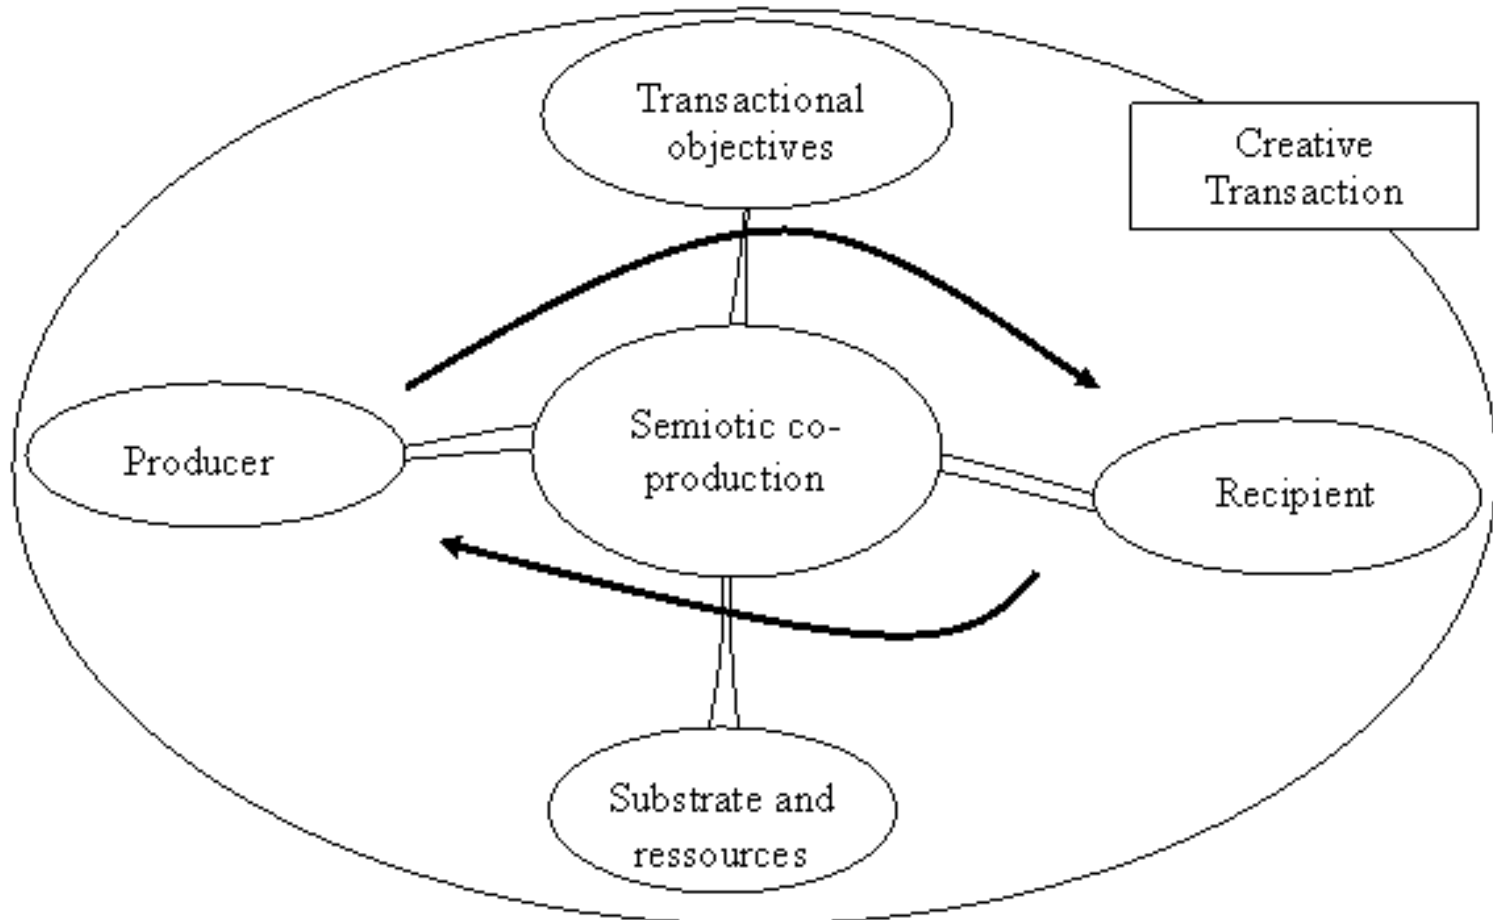 Transactional
objectives
Creative
Transaction
Semiotic co-
production
Producer
Recipient
Substrate and
ressources